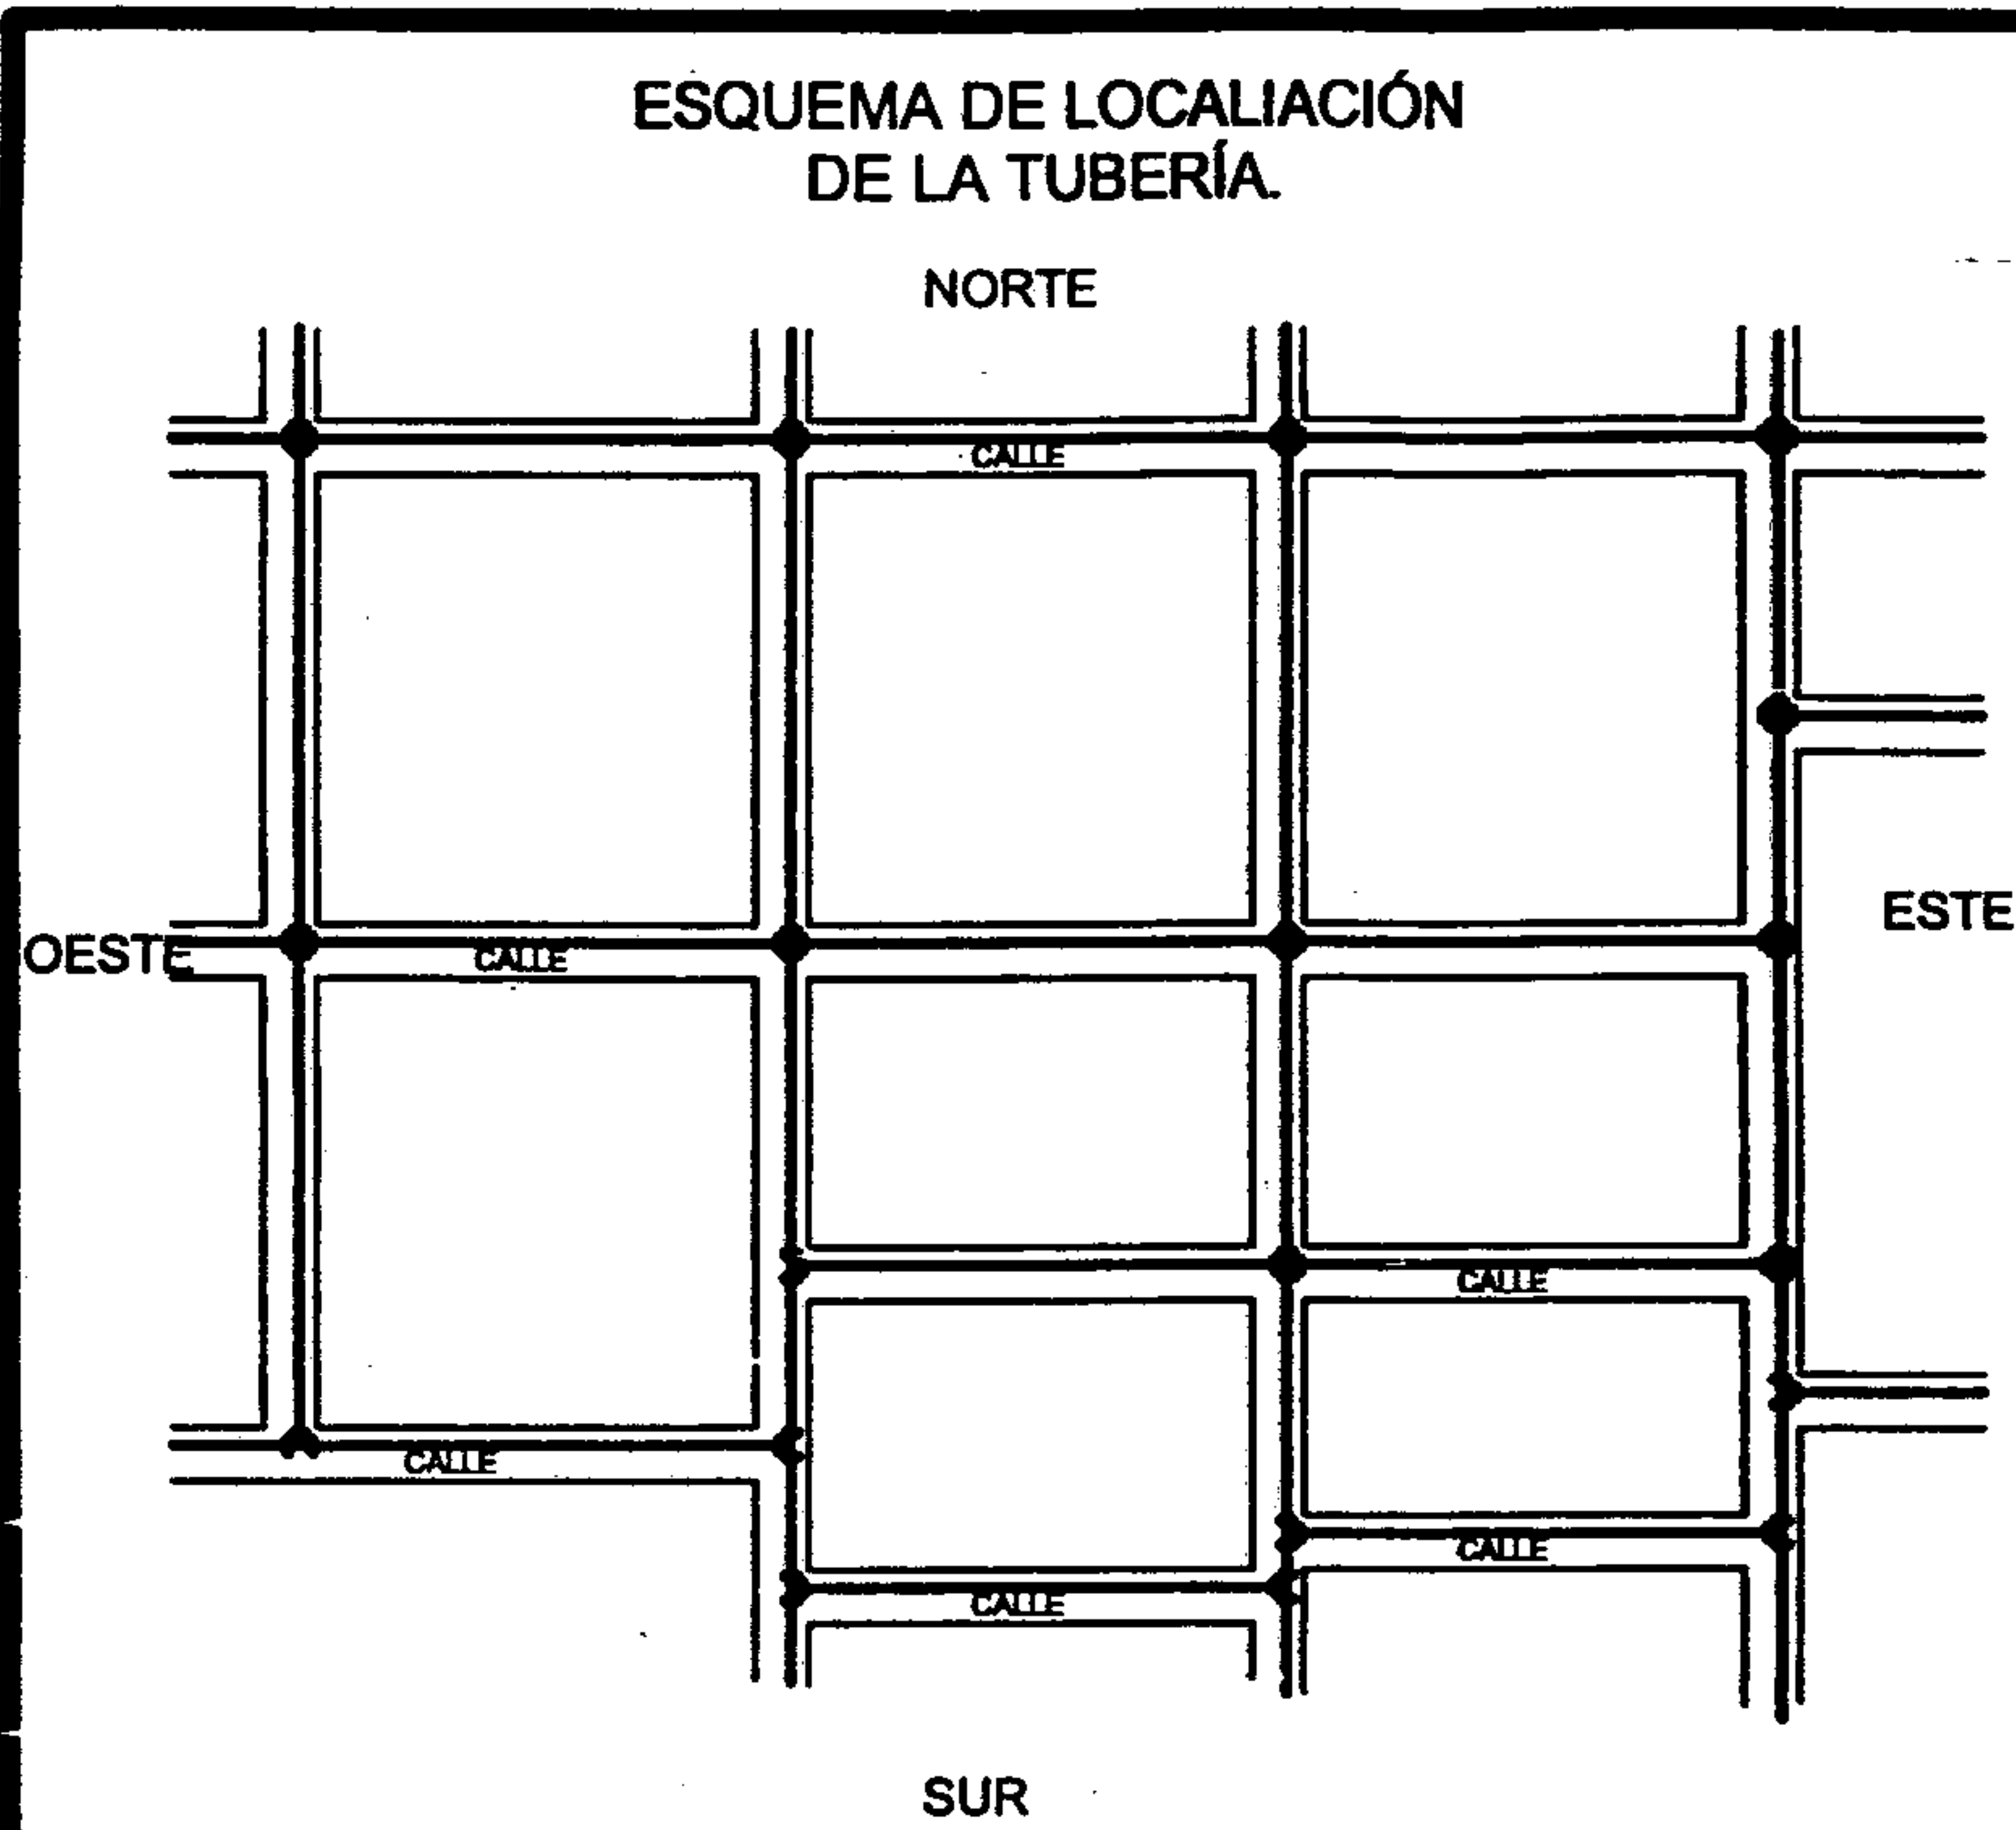 ESQUEMA DE LOCALIACIÓN
DE LA TUBERÍA.
NORTE
CALLE
ESTE
OESTE
CALLE
CALLE
CALLE
CALLE
CALLE
SUR